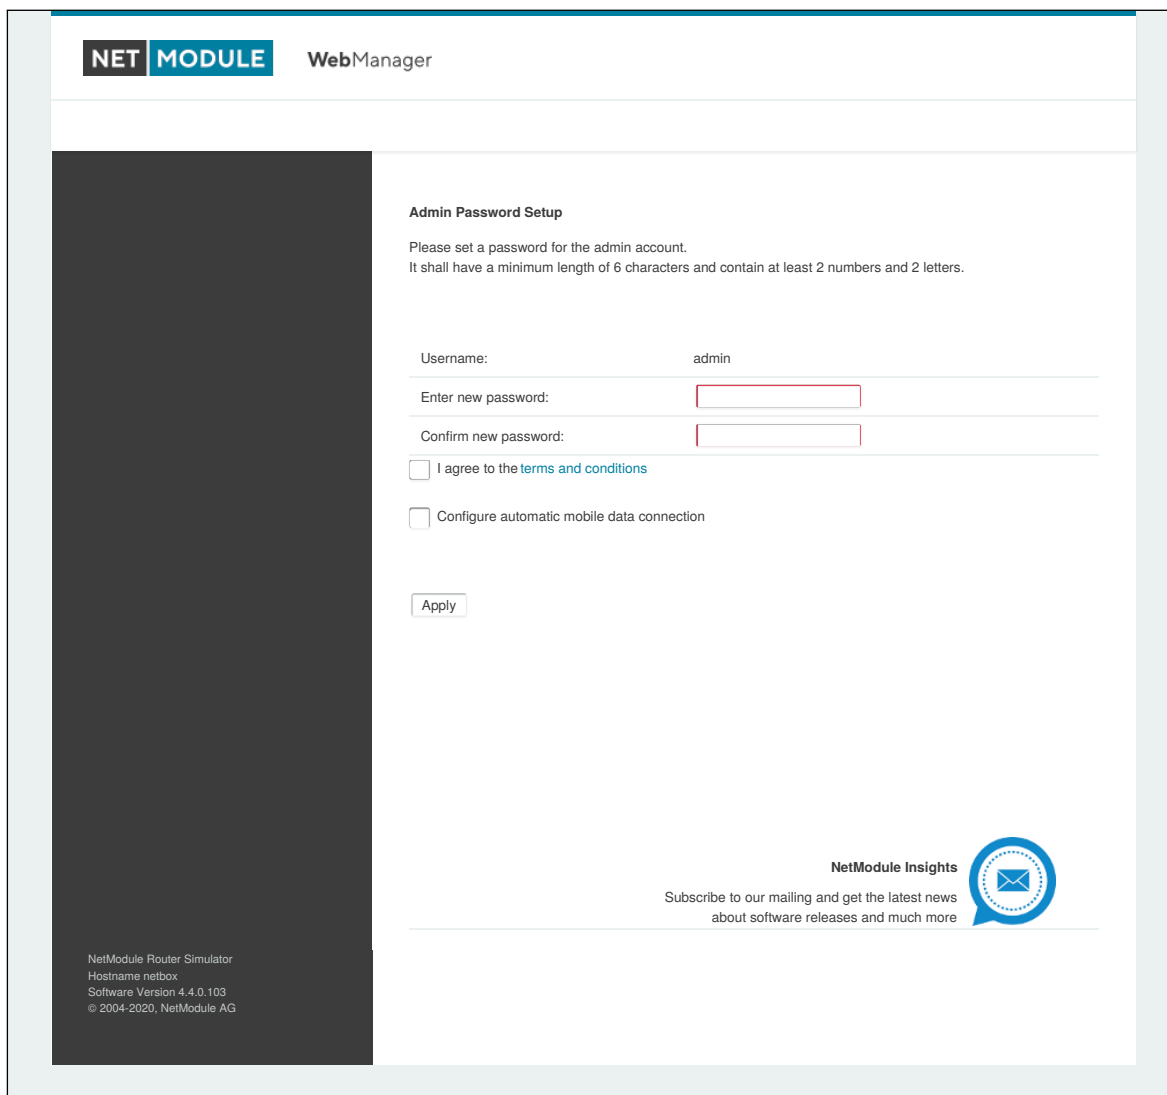 NET MODULE WebManager
Admin Password Setup
Please set a password for the admin account.
It shall have a minimum length of 6 characters and contain at least 2 numbers and 2 letters.
Username: admin
Enter new password:
Confirm new password:
I agree to the terms and conditions
Configure automatic mobile data connection
Apply
NetModule Insights
Subscribe to our mailing and get the latest news
about software releases and much more
NetModule Router Simulator
Hostname netbox
Software Version 4.4.0.103
© 2004-2020, NetModule AG